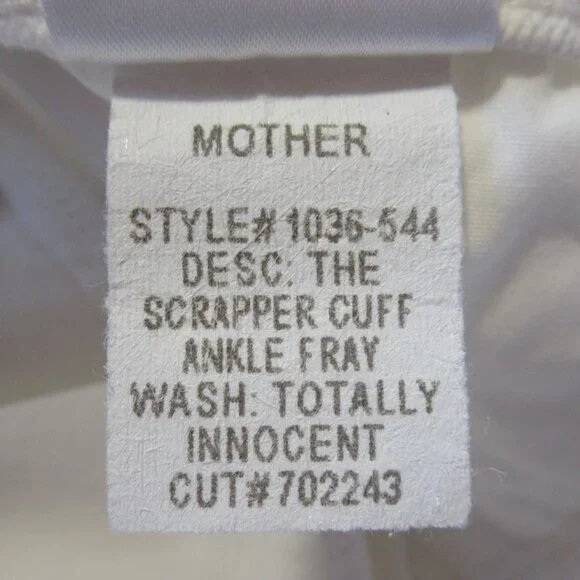 MOTHER
STYLE# 1036-544
DESC: THE
SCRAPPER CUFF
ANKLE FRAY
WASH: TOTALLY
INNOCENT
CUT# 702243